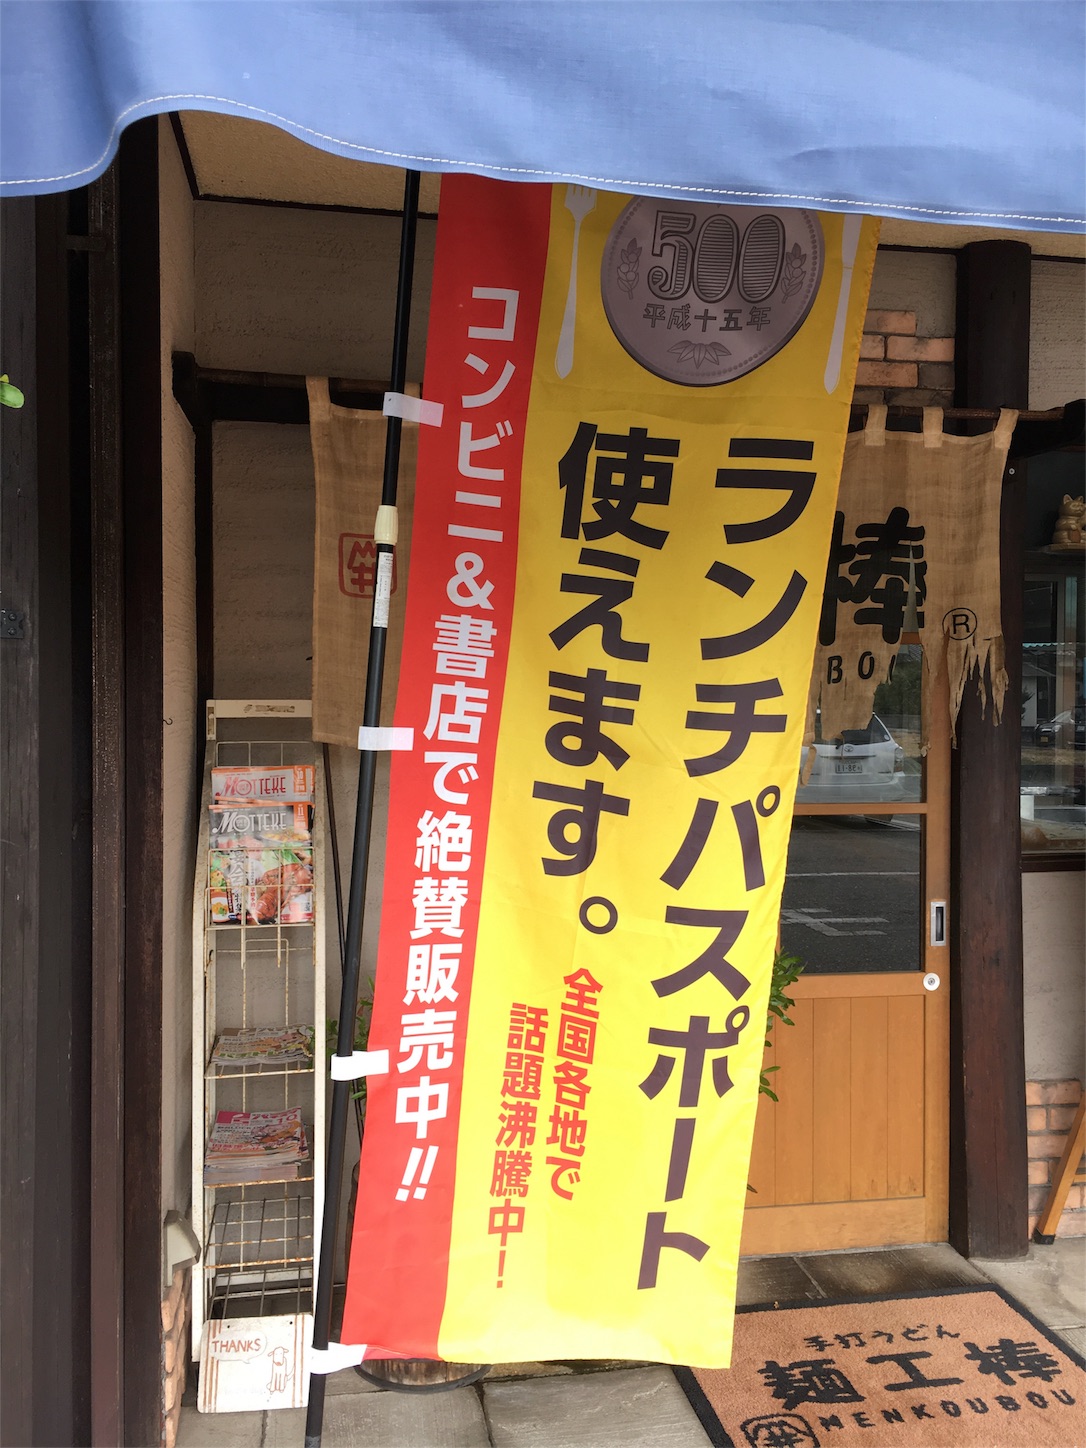 500
平成十五年
ランチパスポート
使えます。
全国各地で
話題沸騰中!
コンビニ&書店で絶賛販売中!!
棒
R
MOTTEKE
MOTTEKE
THANKS
手打うどん
麺工棒
MENKOUBOU